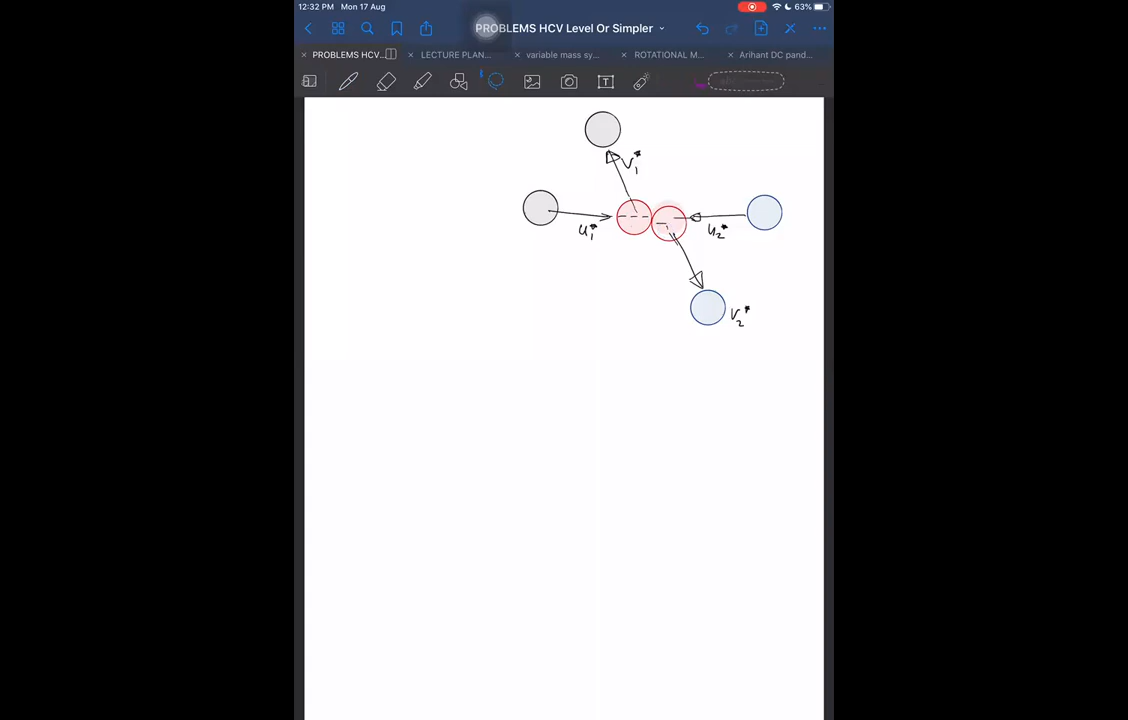 12:32 PM Mon 17 Aug 63%
PROBLEMS HCV Level Or Simpler
PROBLEMS HCV... LECTURE PLAN... variable mass sy... ROTATIONAL M... Arihant DC pand...
v₁*
u₁* u₂*
v₂*